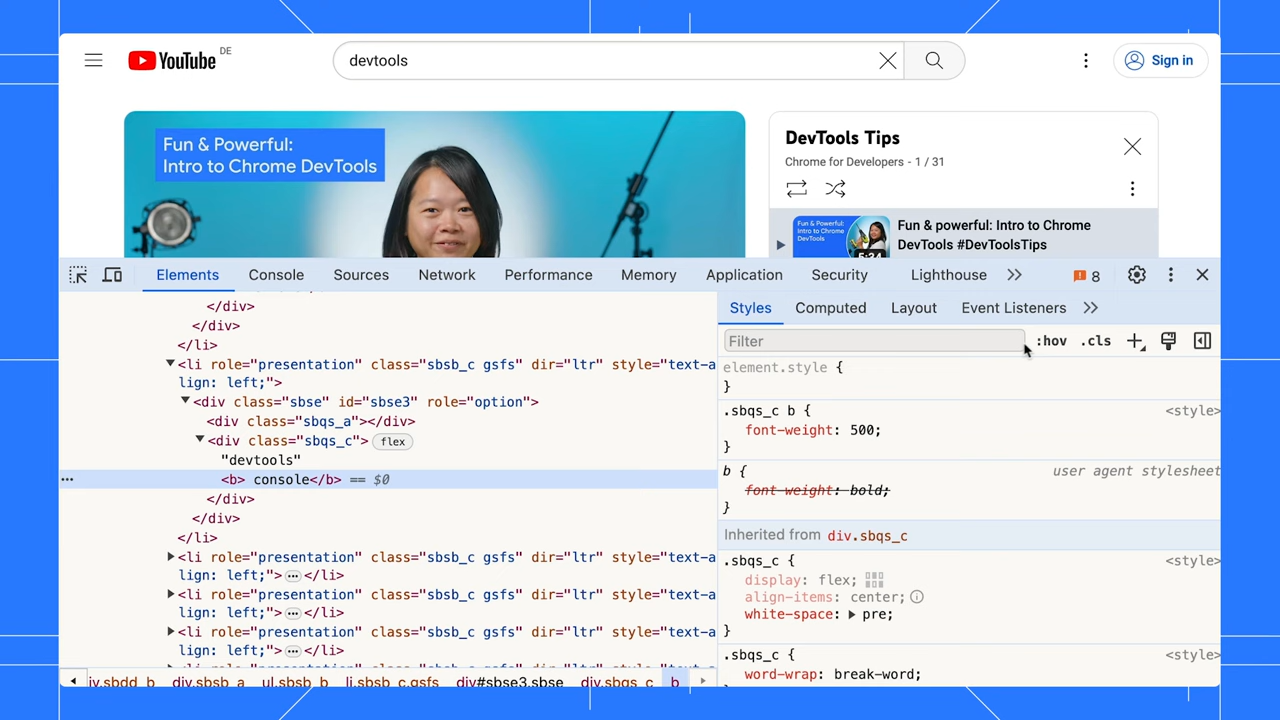 YouTube DE
devtools
Sign in
Fun & Powerful:
Intro to Chrome DevTools
DevTools Tips
Chrome for Developers - 1 / 31
Fun & Powerful:
Intro to Chrome
DevTools
5:24
Fun & powerful: Intro to Chrome
DevTools #DevToolsTips
Elements Console Sources Network Performance Memory Application Security Lighthouse 8
</div>
</div>
</li>
<li role="presentation" class="sbsb_c gsfs" dir="ltr" style="text-a
lign: left;">
<div class="sbse" id="sbse3" role="option">
<div class="sbqs_a"></div>
<div class="sbqs_c"> flex
"devtools"
<b> console</b> == $0
</div>
</div>
</li>
<li role="presentation" class="sbsb_c gsfs" dir="ltr" style="text-a
lign: left;">…</li>
<li role="presentation" class="sbsb_c gsfs" dir="ltr" style="text-a
lign: left;">…</li>
<li role="presentation" class="sbsb_c gsfs" dir="ltr" style="text-a
lign: left;">…</li>
iv.sbdd_b div.sbsb_a ul.sbsb_b li.sbsb_c.gsfs div#sbse3.sbse div.sbqs_c b
Styles Computed Layout Event Listeners
Filter :hov .cls
element.style {
}
.sbqs_c b { <style>
font-weight: 500;
}
b { user agent stylesheet
font-weight: bold;
}
Inherited from div.sbqs_c
.sbqs_c { <style>
display: flex;
align-items: center;
white-space: pre;
}
.sbqs_c { <style>
word-wrap: break-word;